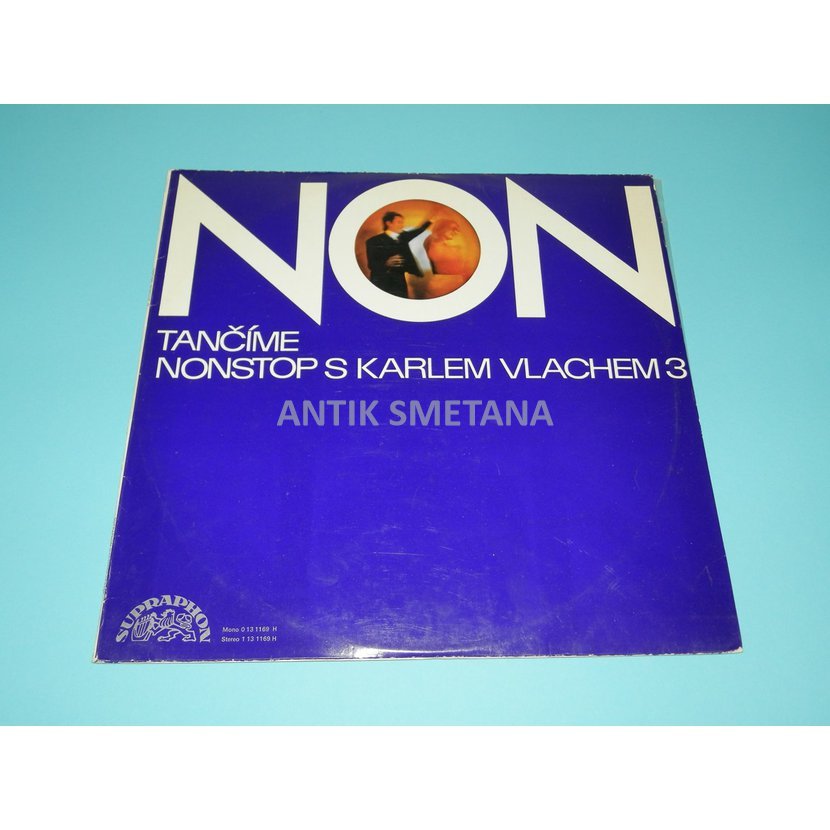 NON
TANČÍME
NONSTOP S KARLEM VLACHEM 3
ANTIK SMETANA
SUPRAPHON
Mono 0 13 1169 H
Stereo 1 13 1169 H